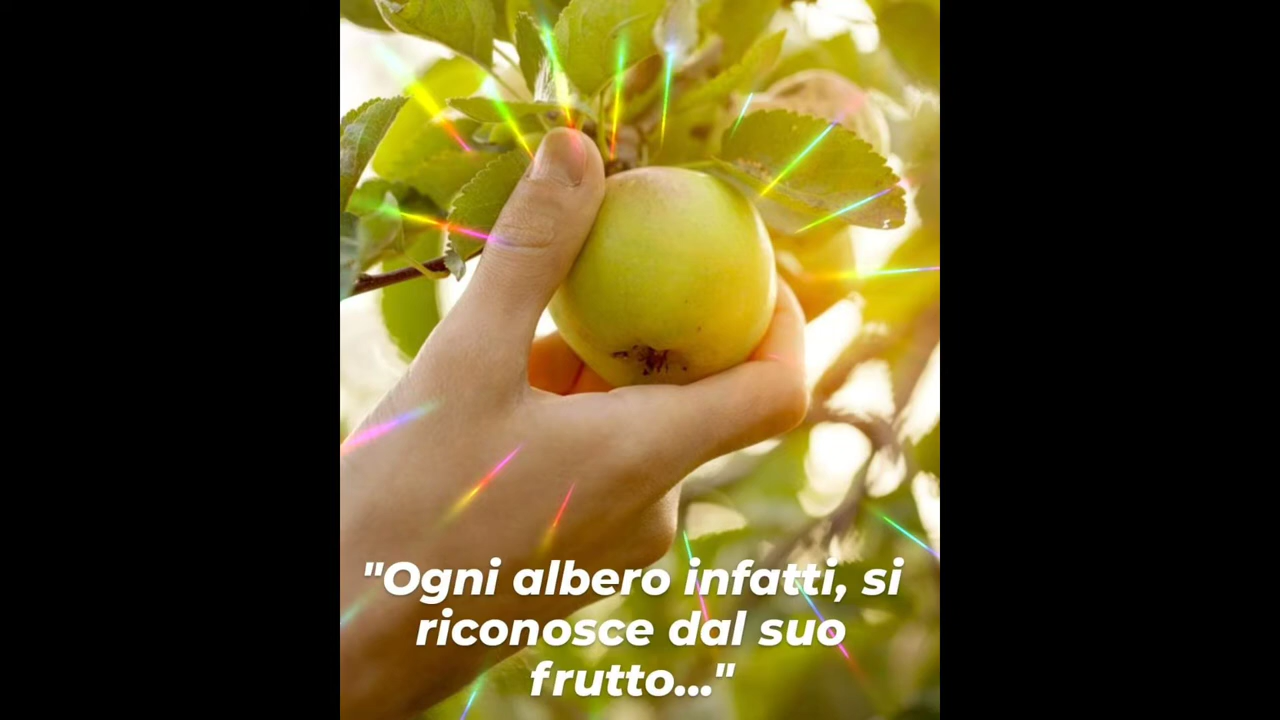 "Ogni albero infatti, si
riconosce dal suo
frutto..."